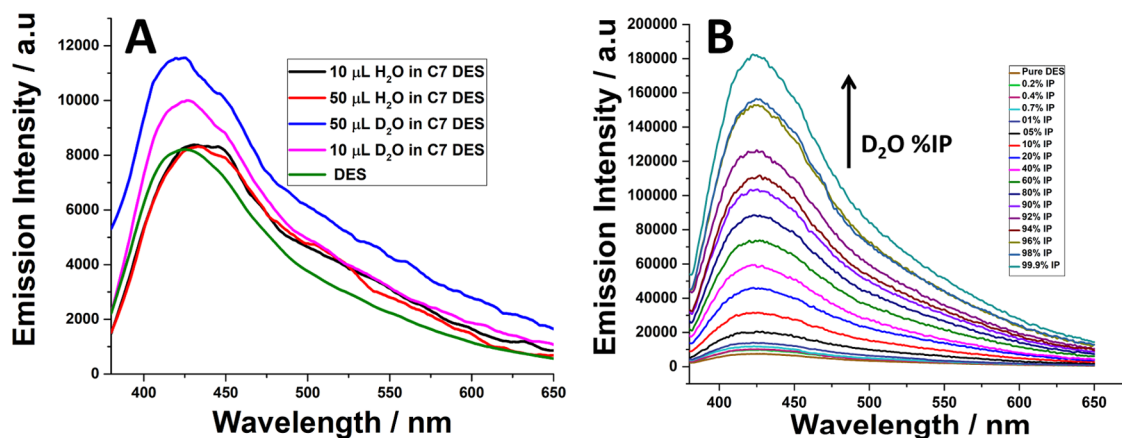 A
Emission Intensity / a.u
12000
10000
8000
6000
4000
2000
0
400
450
500
550
600
650
Wavelength / nm
10 μL H₂O in C7 DES
50 μL H₂O in C7 DES
50 μL D₂O in C7 DES
10 μL D₂O in C7 DES
DES
B
Emission Intensity / a.u
200000
180000
160000
140000
120000
100000
80000
60000
40000
20000
0
400
450
500
550
600
650
Wavelength / nm
D₂O %IP
Pure DES
0.2% IP
0.4% IP
0.7% IP
01% IP
05% IP
10% IP
20% IP
40% IP
60% IP
80% IP
90% IP
92% IP
94% IP
96% IP
98% IP
99.9% IP